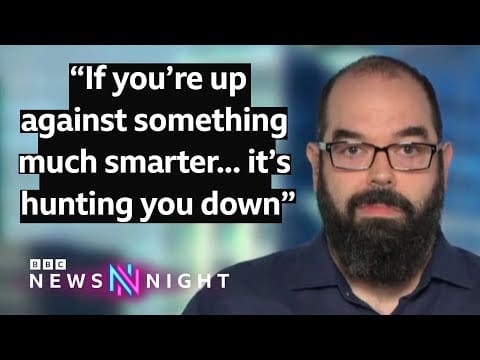 “If you’re up
against something
much smarter... it’s
hunting you down”
BBC
NEWSNIGHT